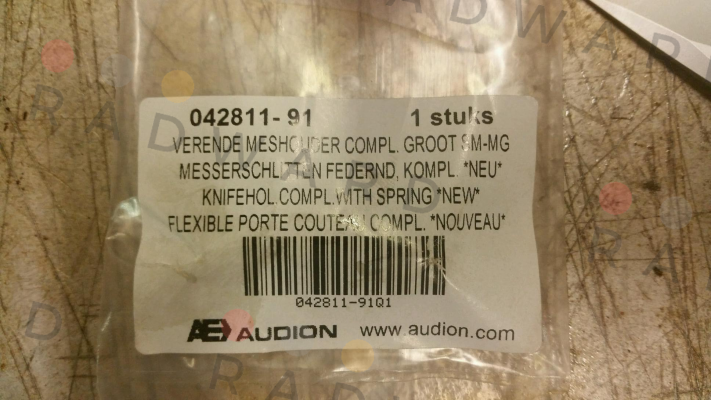 042811-91 1 stuks
VERENDE MESHOUDER COMPL. GROOT SM-MG
MESSERSCHLITTEN FEDERND, KOMPL. *NEU*
KNIFEHOL.COMPL.WITH SPRING *NEW*
FLEXIBLE PORTE COUTEAU COMPL. *NOUVEAU*
042811-91Q1
AE AUDION www.audion.com
RADWARD